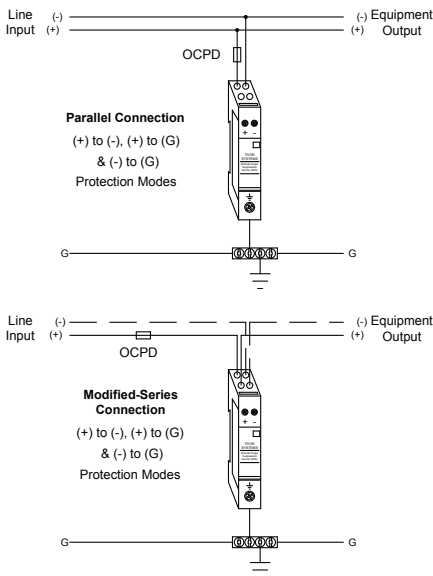 Line (-) (-) Equipment
Input (+) (+) Output
OCPD
Parallel Connection
(+) to (-), (+) to (G)
& (-) to (G)
Protection Modes
+ -
G G
Line (-) (-) Equipment
Input (+) (+) Output
OCPD
Modified-Series
Connection
(+) to (-), (+) to (G)
& (-) to (G)
Protection Modes
+ -
G G